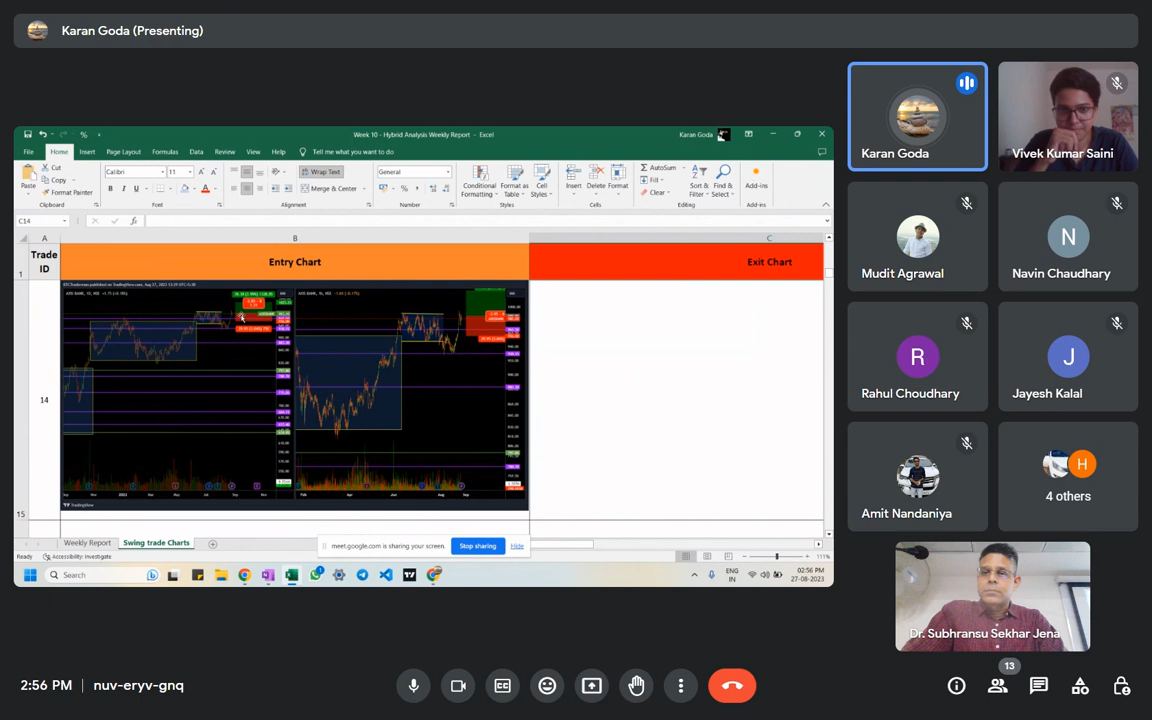 Karan Goda (Presenting)
Week 10 - Hybrid Analysis Weekly Report - Excel
Karan Goda
File Home Insert Page Layout Formulas Data Review View Help Tell me what you want to do
Paste
Cut
Copy
Format Painter
Clipboard
Calibri 11
B I U
Font
Wrap Text
Merge & Center
Alignment
General
Number
Conditional Formatting
Format as Table
Cell Styles
Styles
Insert Delete Format
Cells
AutoSum
Fill
Clear
Sort & Filter
Find & Select
Editing
Add-ins
Add-ins
C14
A B C
1
Trade ID
Entry Chart
Exit Chart
14
TradingView
15
Weekly Report Swing trade Charts
meet.google.com is sharing your screen. Stop sharing Hide
Ready Accessibility: Investigate
111%
Search
ENG
IN
02:56 PM
27-08-2023
Karan Goda
Vivek Kumar Saini
Mudit Agrawal
N
Navin Chaudhary
R
Rahul Choudhary
J
Jayesh Kalal
Amit Nandaniya
H
4 others
Dr. Subhransu Sekhar Jena
2:56 PM | nuv-eryv-gnq
13